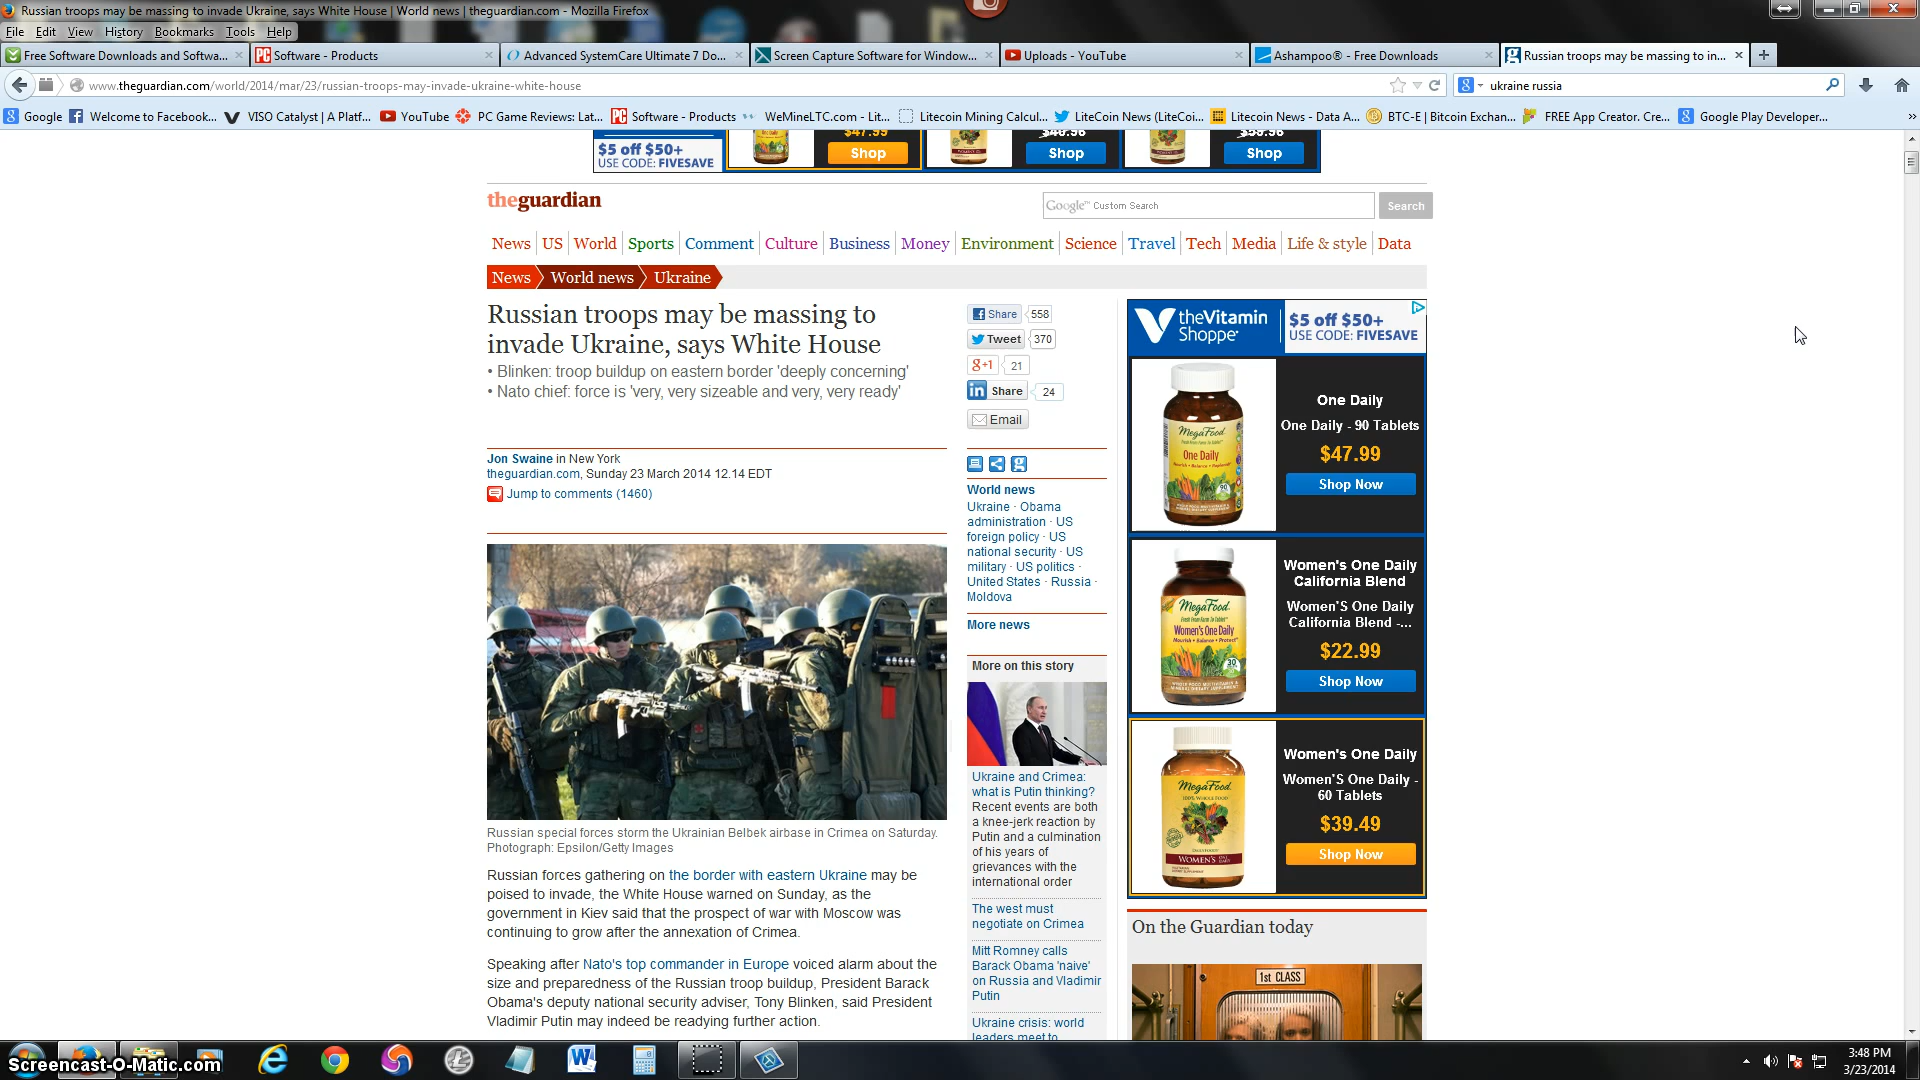 Russian troops may be massing to invade Ukraine, says White House | World news | theguardian.com - Mozilla Firefox
File Edit View History Bookmarks Tools Help
Free Software Downloads and Softwa...
Software - Products
Advanced SystemCare Ultimate 7 Do...
Screen Capture Software for Window...
Uploads - YouTube
Ashampoo® - Free Downloads
Russian troops may be massing to in...
www.theguardian.com/world/2014/mar/23/russian-troops-may-invade-ukraine-white-house
ukraine russia
Google Welcome to Facebook... VISO Catalyst | A Platf... YouTube PC Game Reviews: Lat... Software - Products WeMineLTC.com - Lit... Litecoin Mining Calcul... LiteCoin News (LiteCoi... Litecoin News - Data A... BTC-E | Bitcoin Exchan... FREE App Creator. Cre... Google Play Developer...
$5 off $50+
USE CODE: FIVESAVE
$47.99
Shop
Shop
Shop
theguardian
Google™ Custom Search
Search
News US World Sports Comment Culture Business Money Environment Science Travel Tech Media Life & style Data
News World news Ukraine
Russian troops may be massing to
invade Ukraine, says White House
• Blinken: troop buildup on eastern border 'deeply concerning'
• Nato chief: force is 'very, very sizeable and very, very ready'
Jon Swaine in New York
theguardian.com, Sunday 23 March 2014 12.14 EDT
Jump to comments (1460)
Russian special forces storm the Ukrainian Belbek airbase in Crimea on Saturday.
Photograph: Epsilon/Getty Images
Russian forces gathering on the border with eastern Ukraine may be
poised to invade, the White House warned on Sunday, as the
government in Kiev said that the prospect of war with Moscow was
continuing to grow after the annexation of Crimea.
Speaking after Nato's top commander in Europe voiced alarm about the
size and preparedness of the Russian troop buildup, President Barack
Obama's deputy national security adviser, Tony Blinken, said President
Vladimir Putin may indeed be readying further action.
Share 558
Tweet 370
+1 21
in Share 24
Email
World news
Ukraine · Obama
administration · US
foreign policy · US
national security · US
military · US politics ·
United States · Russia ·
Moldova
More news
More on this story
Ukraine and Crimea:
what is Putin thinking?
Recent events are both
a knee-jerk reaction by
Putin and a culmination
of his years of
grievances with the
international order
The west must
negotiate on Crimea
Mitt Romney calls
Barack Obama 'naive'
on Russia and Vladimir
Putin
Ukraine crisis: world
leaders meet to
theVitamin
Shoppe
$5 off $50+
USE CODE: FIVESAVE
MegaFood
One Daily
One Daily
One Daily - 90 Tablets
$47.99
Shop Now
MegaFood
Women's One Daily
Women's One Daily
California Blend
Women'S One Daily
California Blend -...
$22.99
Shop Now
MegaFood
WOMEN'S
Women's One Daily
Women'S One Daily -
60 Tablets
$39.49
Shop Now
On the Guardian today
1st CLASS
Screencast-O-Matic.com
3:48 PM
3/23/2014